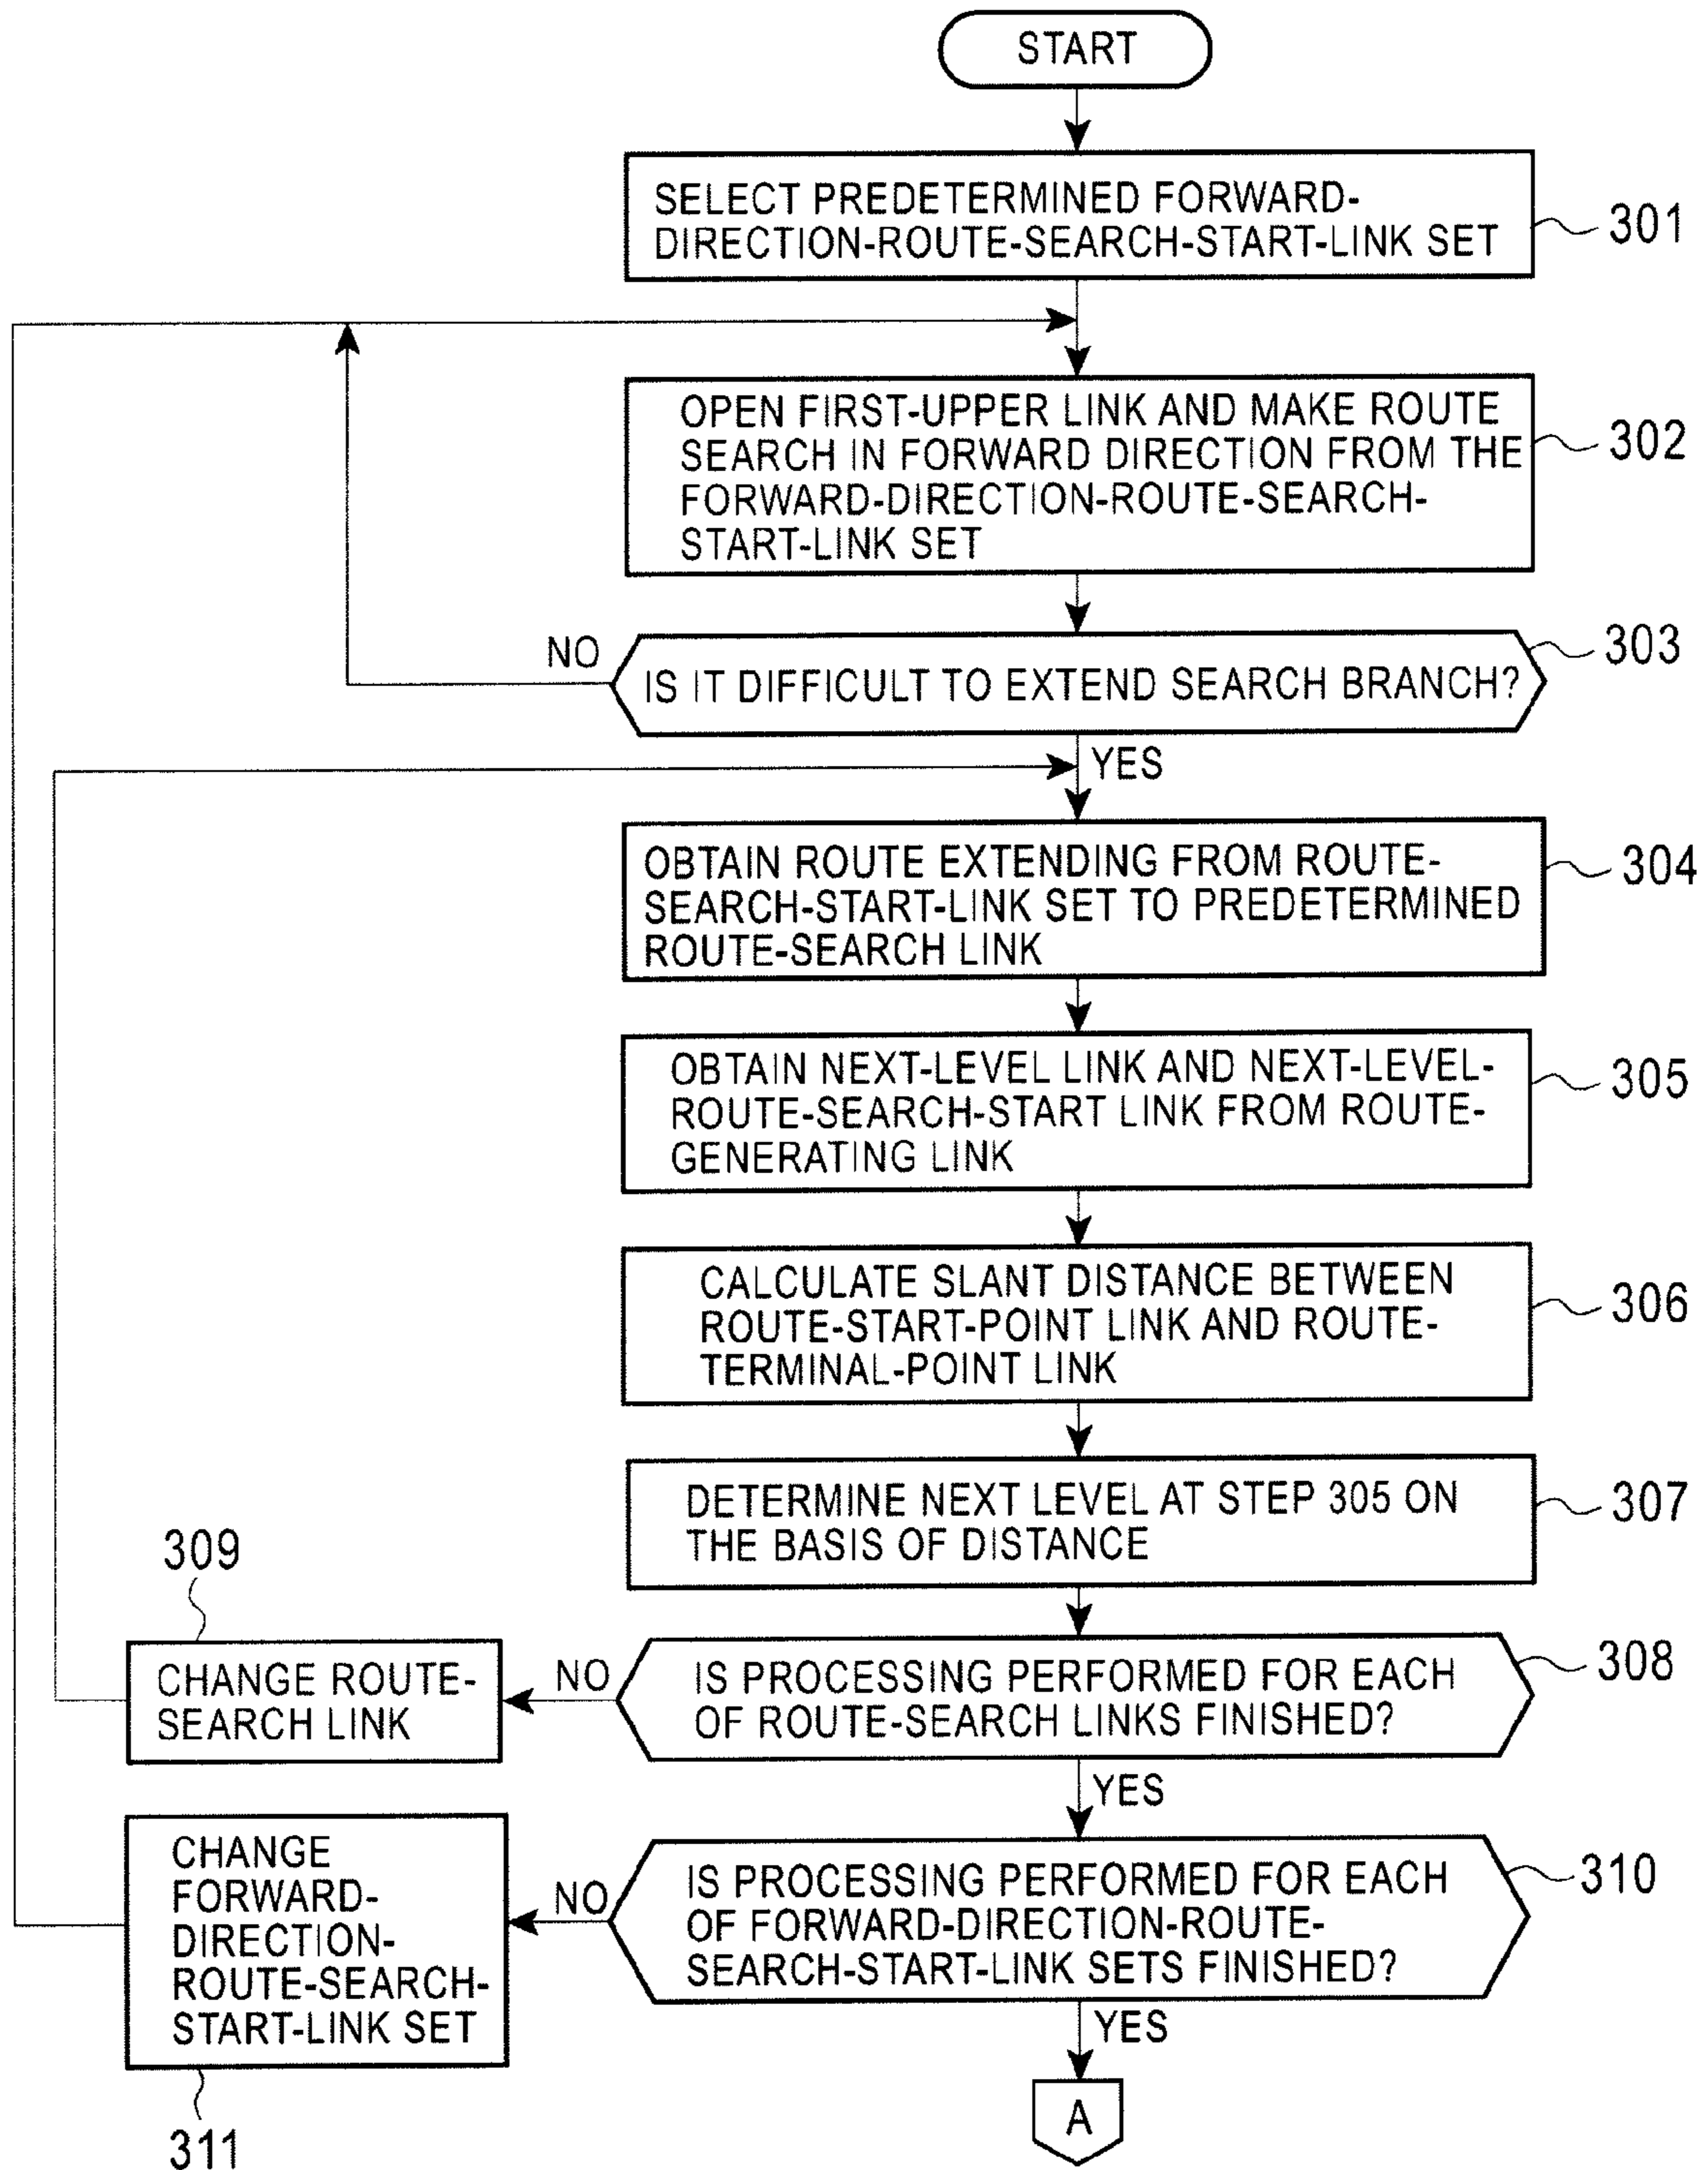 START
SELECT PREDETERMINED FORWARD-
DIRECTION-ROUTE-SEARCH-START-LINK SET
301
OPEN FIRST-UPPER LINK AND MAKE ROUTE
SEARCH IN FORWARD DIRECTION FROM THE
FORWARD-DIRECTION-ROUTE-SEARCH-
START-LINK SET
302
NO
IS IT DIFFICULT TO EXTEND SEARCH BRANCH?
303
YES
OBTAIN ROUTE EXTENDING FROM ROUTE-
SEARCH-START-LINK SET TO PREDETERMINED
ROUTE-SEARCH LINK
304
OBTAIN NEXT-LEVEL LINK AND NEXT-LEVEL-
ROUTE-SEARCH-START LINK FROM ROUTE-
GENERATING LINK
305
CALCULATE SLANT DISTANCE BETWEEN
ROUTE-START-POINT LINK AND ROUTE-
TERMINAL-POINT LINK
306
DETERMINE NEXT LEVEL AT STEP 305 ON
THE BASIS OF DISTANCE
307
309
CHANGE ROUTE-
SEARCH LINK
NO
IS PROCESSING PERFORMED FOR EACH
OF ROUTE-SEARCH LINKS FINISHED?
308
YES
CHANGE
FORWARD-
DIRECTION-
ROUTE-SEARCH-
START-LINK SET
311
NO
IS PROCESSING PERFORMED FOR EACH
OF FORWARD-DIRECTION-ROUTE-
SEARCH-START-LINK SETS FINISHED?
310
YES
A